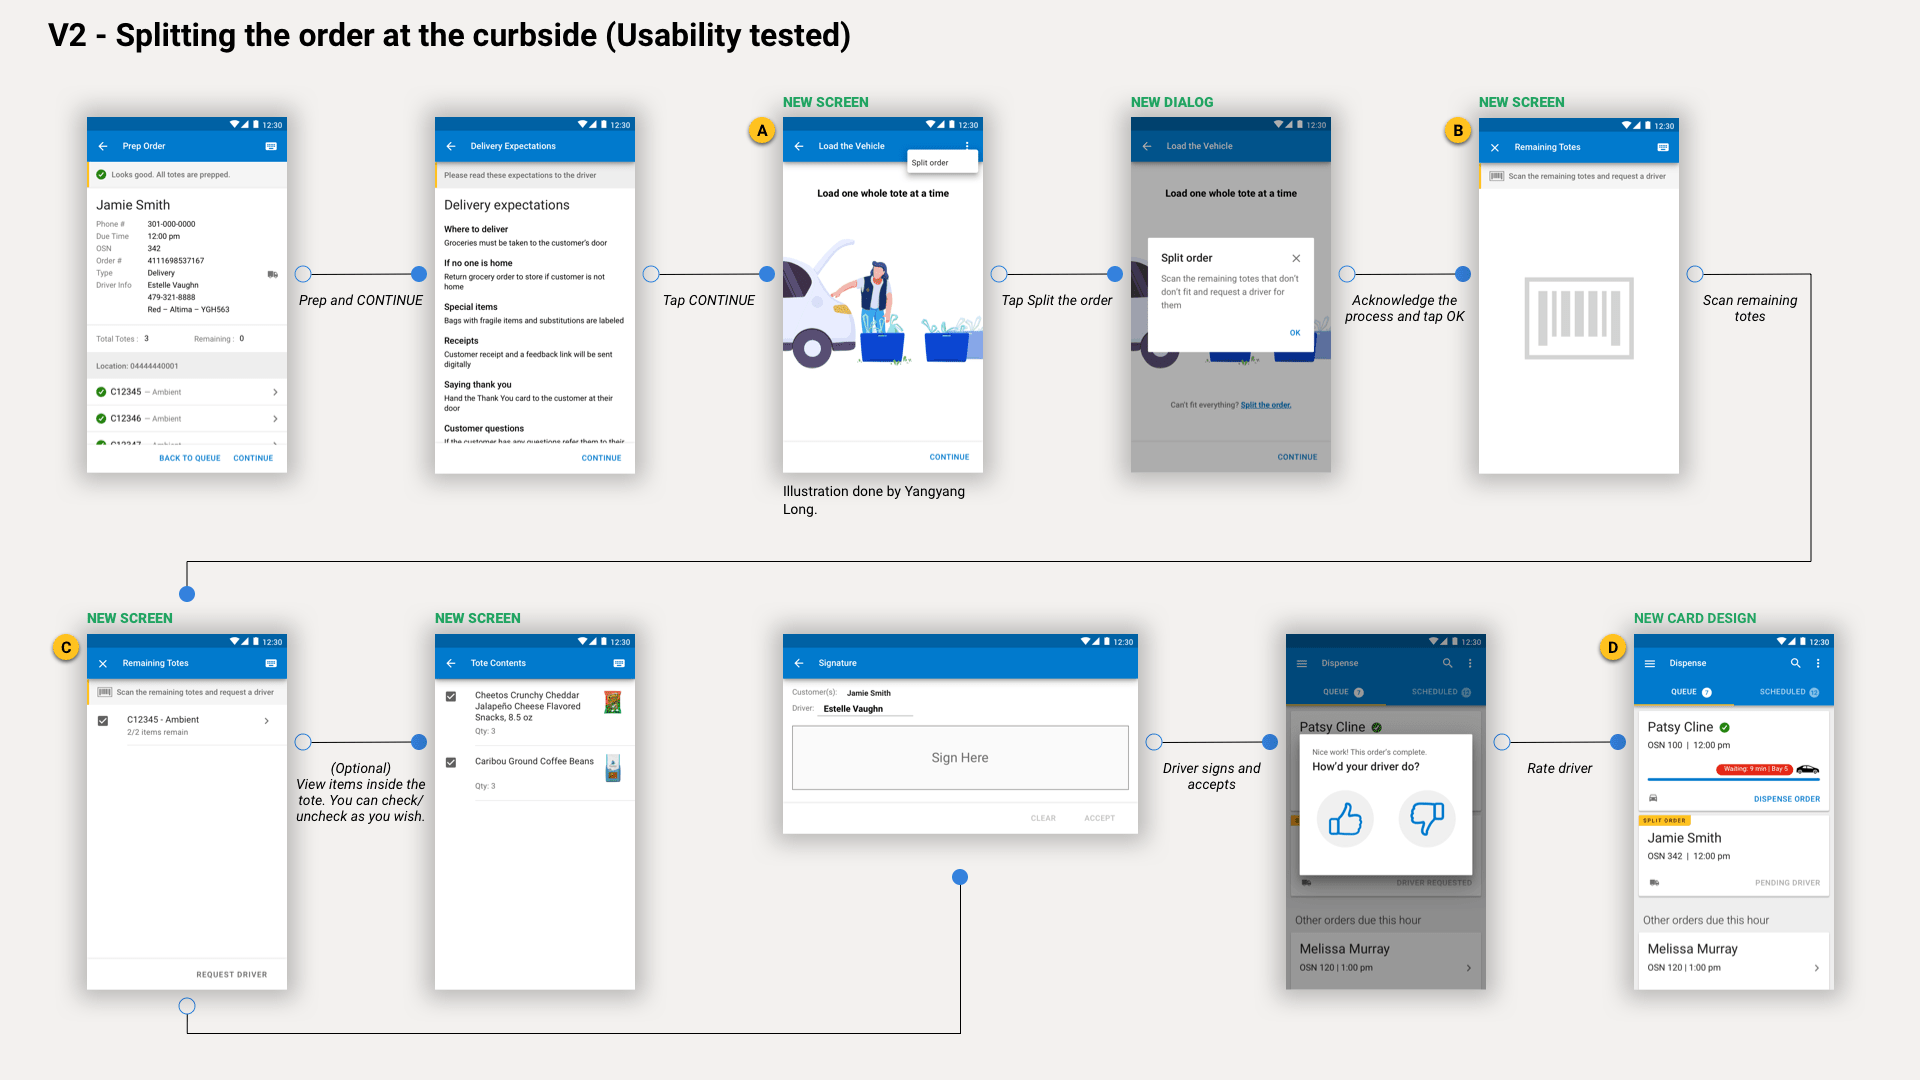 V2 - Splitting the order at the curbside (Usability tested)
12:30
Prep Order
Looks good. All totes are prepped.
Jamie Smith
Phone # 301-000-0000
Due Time 12:00 pm
OSN 342
Order # 4111698537167
Type Delivery
Driver Info Estelle Vaughn
479-321-8888
Red – Altima – YGH563
Total Totes : 3 Remaining : 0
Location: 04444440001
C12345 – Ambient
C12346 – Ambient
C12347 – Ambient
BACK TO QUEUE CONTINUE
Prep and CONTINUE
12:30
Delivery Expectations
Please read these expectations to the driver
Delivery expectations
Where to deliver
Groceries must be taken to the customer's door
If no one is home
Return grocery order to store if customer is not
home
Special items
Bags with fragile items and substitutions are labeled
Receipts
Customer receipt and a feedback link will be sent
digitally
Saying thank you
Hand the Thank You card to the customer at their
door
Customer questions
If the customer has any questions refer them to their
CONTINUE
Tap CONTINUE
NEW SCREEN
A
12:30
Load the Vehicle
Split order
Load one whole tote at a time
CONTINUE
Illustration done by Yangyang
Long.
Tap Split the order
NEW DIALOG
12:30
Load the Vehicle
Load one whole tote at a time
Split order
Scan the remaining totes that don't
don't fit and request a driver for
them
OK
Can't fit everything? Split the order.
CONTINUE
Acknowledge the
process and tap OK
NEW SCREEN
B
12:30
Remaining Totes
Scan the remaining totes and request a driver
Scan remaining
totes
NEW SCREEN
C
12:30
Remaining Totes
Scan the remaining totes and request a driver
C12345 - Ambient
2/2 items remain
REQUEST DRIVER
(Optional)
View items inside the
tote. You can check/
uncheck as you wish.
NEW SCREEN
12:30
Tote Contents
Cheetos Crunchy Cheddar
Jalapeño Cheese Flavored
Snacks, 8.5 oz
Qty: 3
Caribou Ground Coffee Beans
Qty: 3
12:30
Signature
Customer(s): Jamie Smith
Driver: Estelle Vaughn
Sign Here
CLEAR ACCEPT
Driver signs and
accepts
12:30
Dispense
QUEUE 7 SCHEDULED 12
Patsy Cline
Nice work! This order's complete.
How'd your driver do?
DRIVER REQUESTED
Other orders due this hour
Melissa Murray
OSN 120 | 1:00 pm
Rate driver
NEW CARD DESIGN
D
12:30
Dispense
QUEUE 7 SCHEDULED 12
Patsy Cline
OSN 100 | 12:00 pm
Waiting: 9 min | Bay 5
DISPENSE ORDER
SPLIT ORDER
Jamie Smith
OSN 342 | 12:00 pm
PENDING DRIVER
Other orders due this hour
Melissa Murray
OSN 120 | 1:00 pm